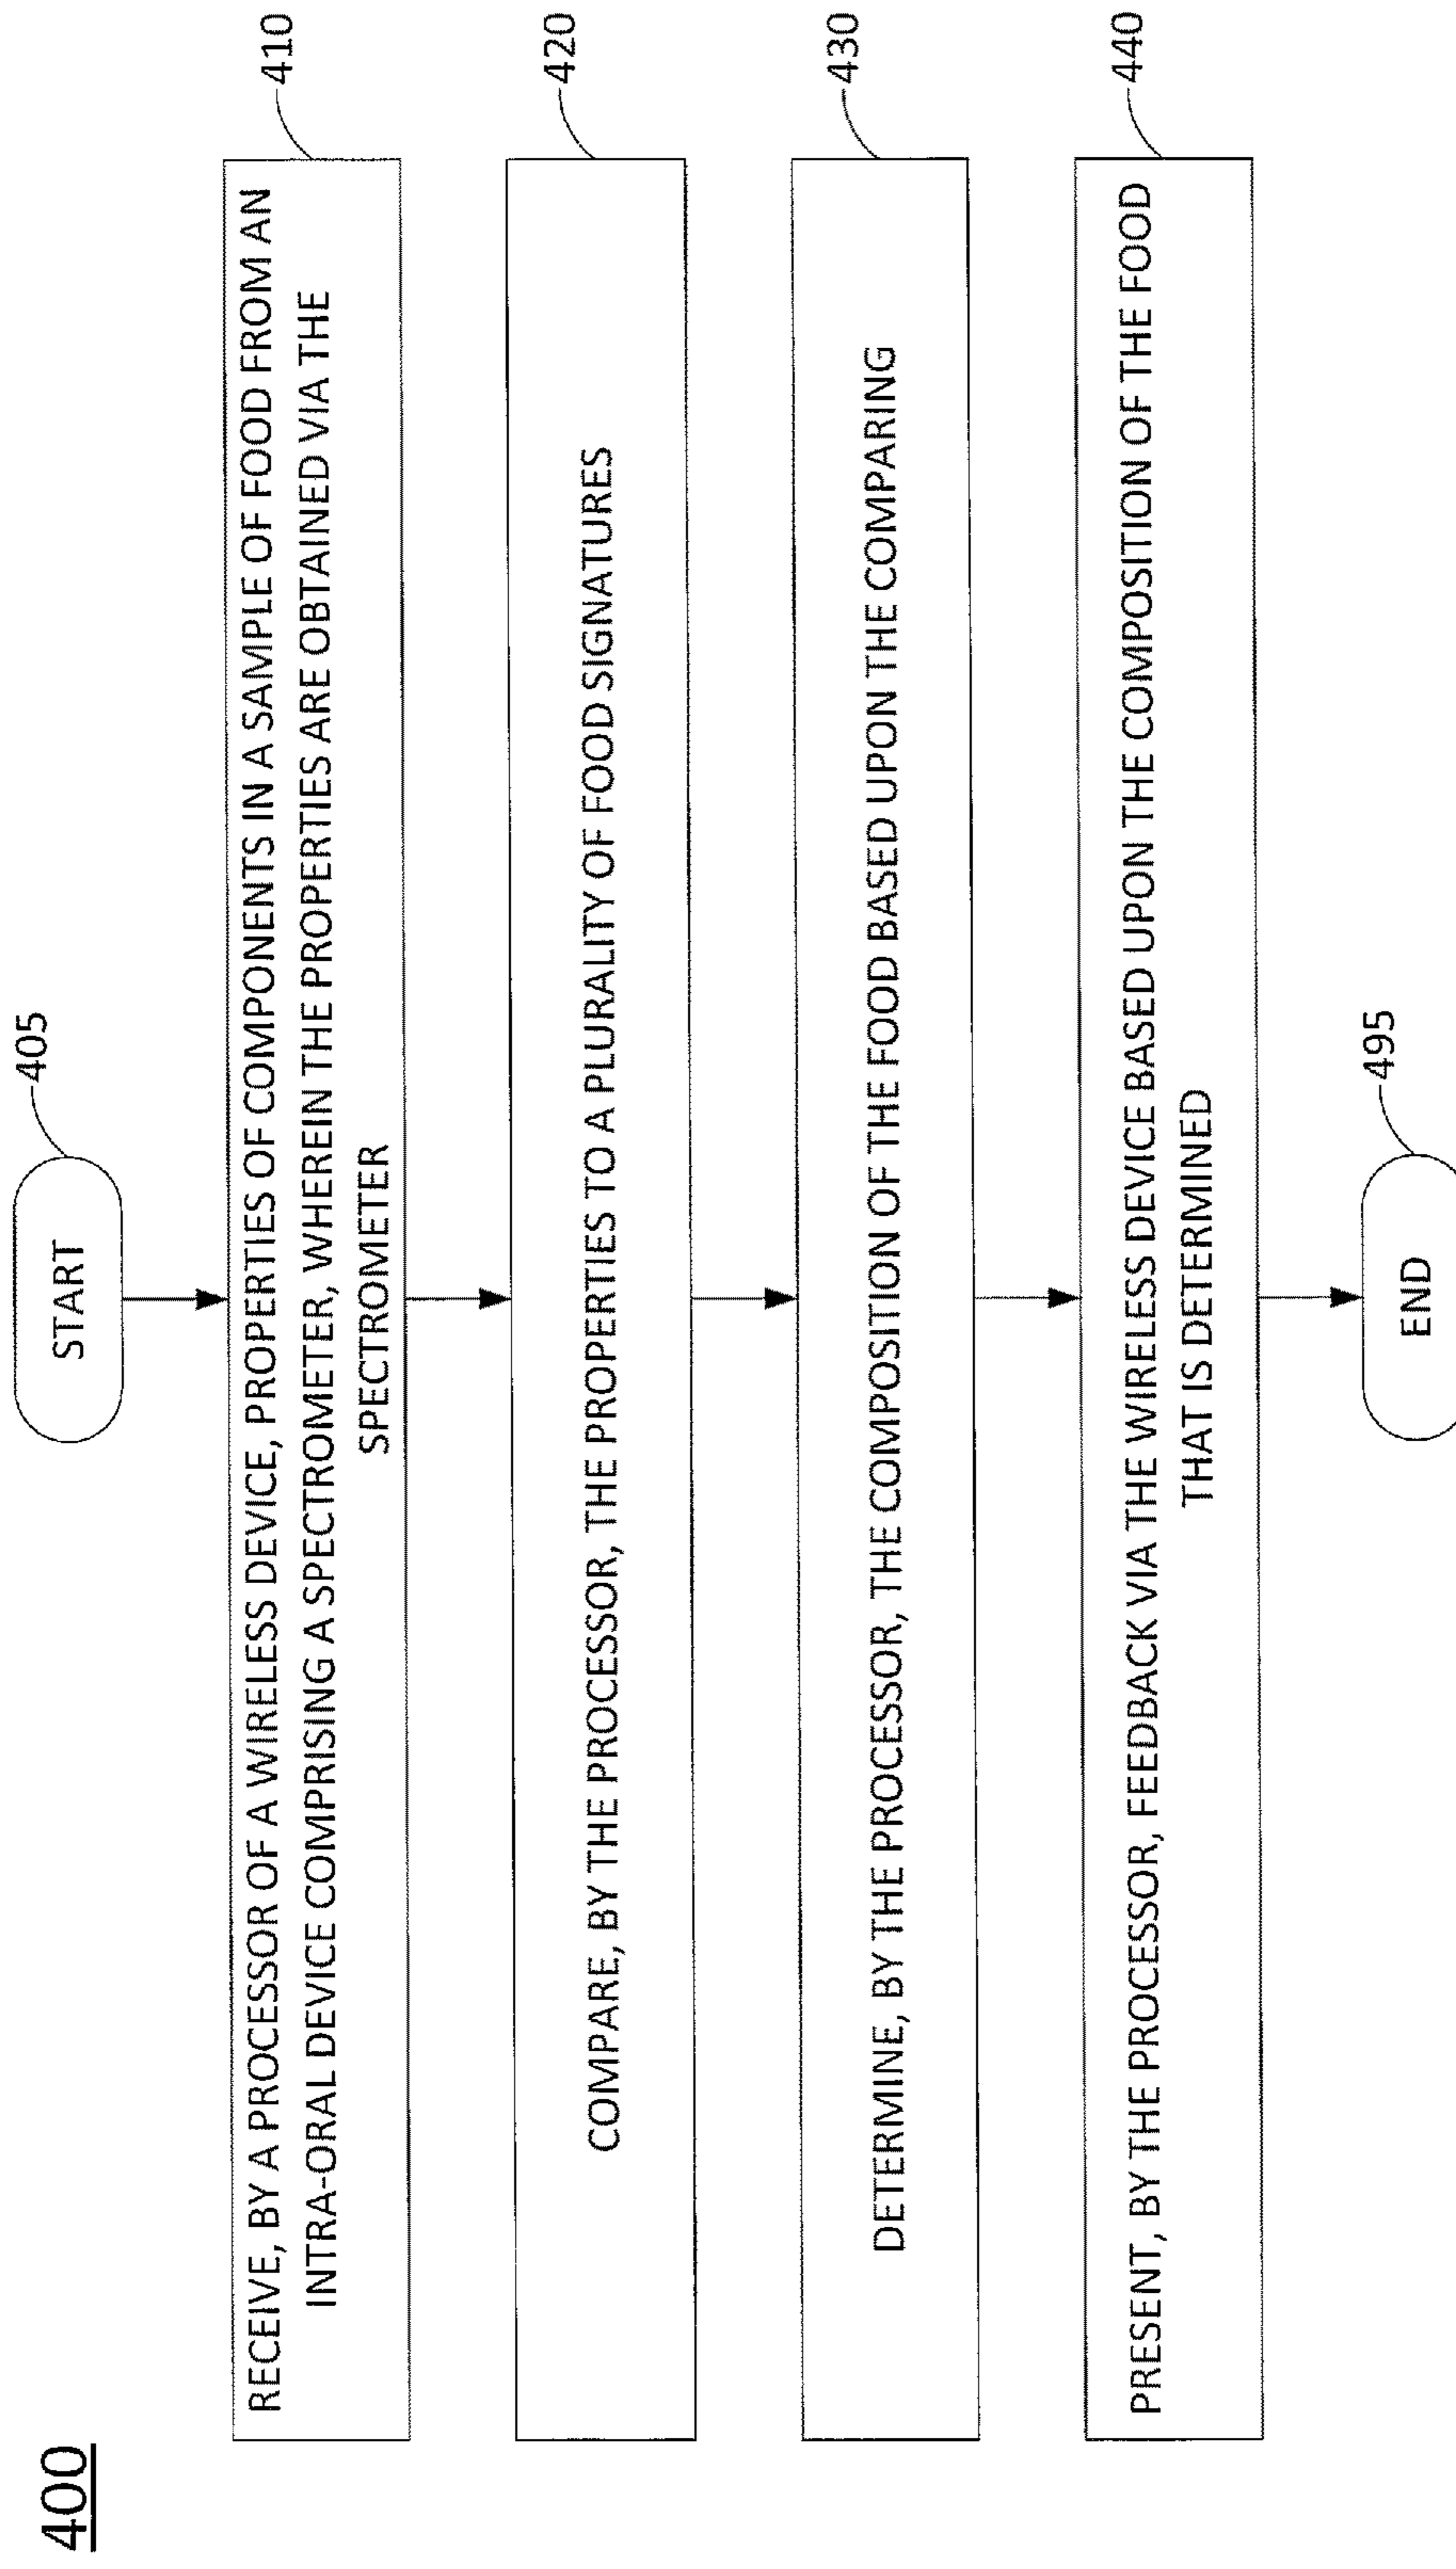 400
START
405
RECEIVE, BY A PROCESSOR OF A WIRELESS DEVICE, PROPERTIES OF COMPONENTS IN A SAMPLE OF FOOD FROM AN
INTRA-ORAL DEVICE COMPRISING A SPECTROMETER, WHEREIN THE PROPERTIES ARE OBTAINED VIA THE
SPECTROMETER
410
COMPARE, BY THE PROCESSOR, THE PROPERTIES TO A PLURALITY OF FOOD SIGNATURES
420
DETERMINE, BY THE PROCESSOR, THE COMPOSITION OF THE FOOD BASED UPON THE COMPARING
430
PRESENT, BY THE PROCESSOR, FEEDBACK VIA THE WIRELESS DEVICE BASED UPON THE COMPOSITION OF THE FOOD
THAT IS DETERMINED
440
END
495